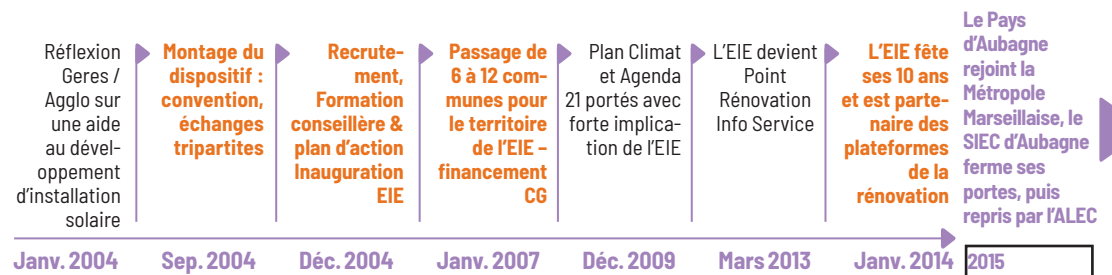 Réflexion
Geres /
Agglo sur
une aide
au dével-
oppement
d'installation
solaire
Montage du
dispositif :
convention,
échanges
tripartites
Recrute-
ment,
Formation
conseillère &
plan d'action
Inauguration
EIE
Passage de
6 à 12 com-
munes pour
le territoire
de l'EIE –
financement
CG
Plan Climat
et Agenda
21 portés avec
forte implica-
tion de l'EIE
L'EIE devient
Point
Rénovation
Info Service
L'EIE fête
ses 10 ans
et est parte-
naire des
plateformes
de la
rénovation
Le Pays
d'Aubagne
rejoint la
Métropole
Marseillaise, le
SIEC d'Aubagne
ferme ses
portes, puis
repris par l'ALEC
Janv. 2004
Sep. 2004
Déc. 2004
Janv. 2007
Déc. 2009
Mars 2013
Janv. 2014
2015